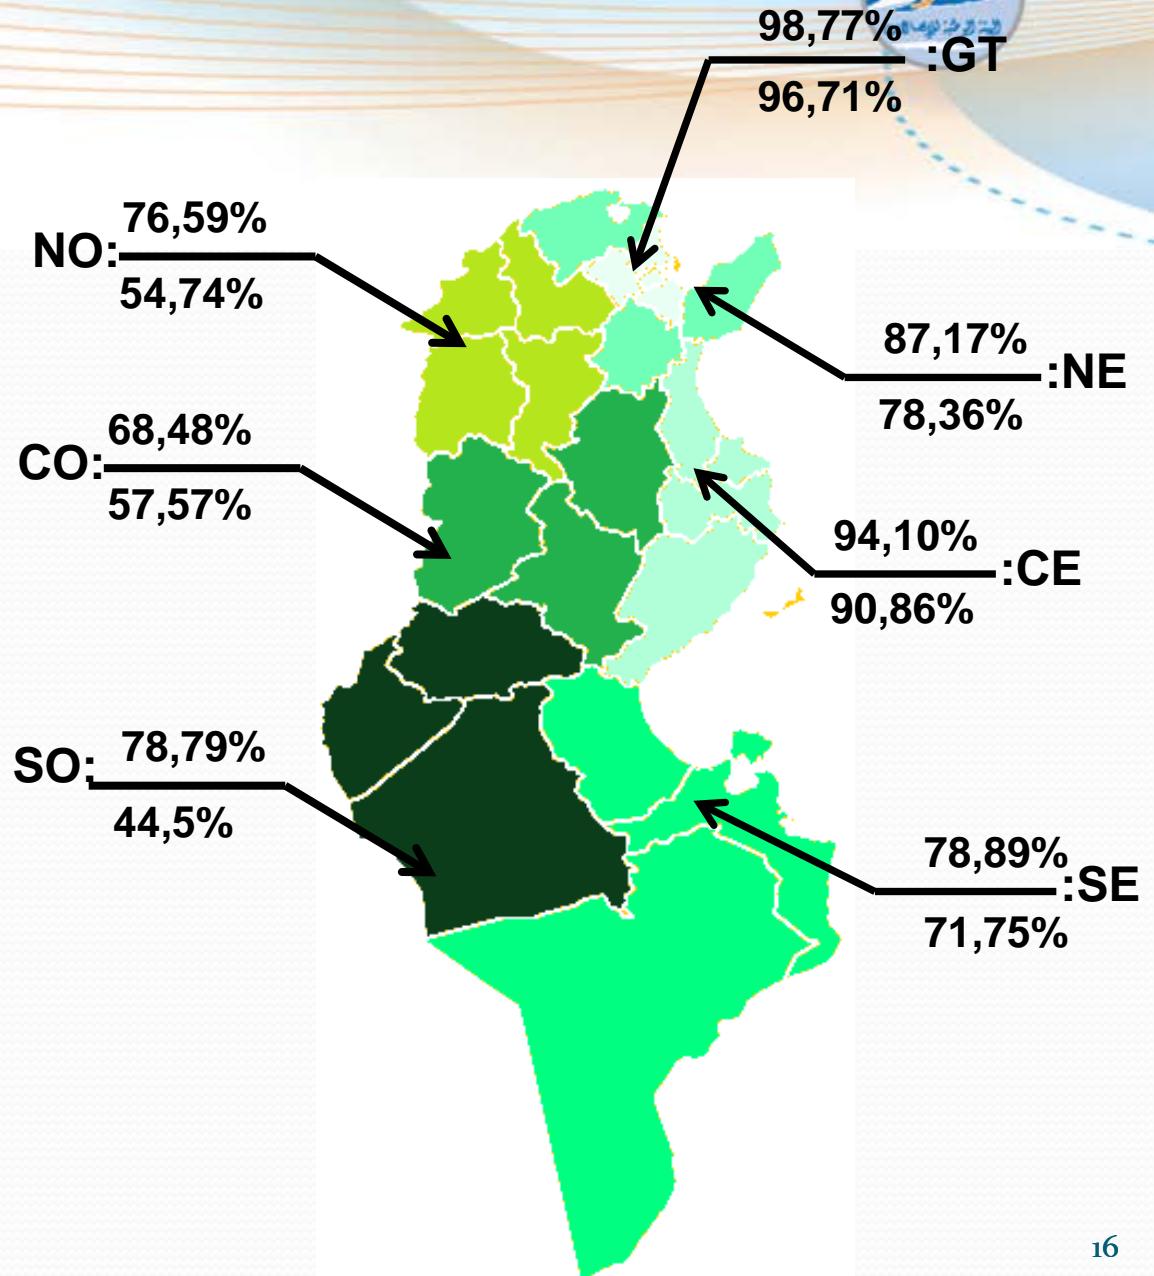 98,77%
:GT
96,71%
76,59%
NO:
54,74%
87,17%
:NE
78,36%
68,48%
CO:
57,57%
94,10%
:CE
90,86%
78,79%
SO:
44,5%
78,89%
:SE
71,75%
16